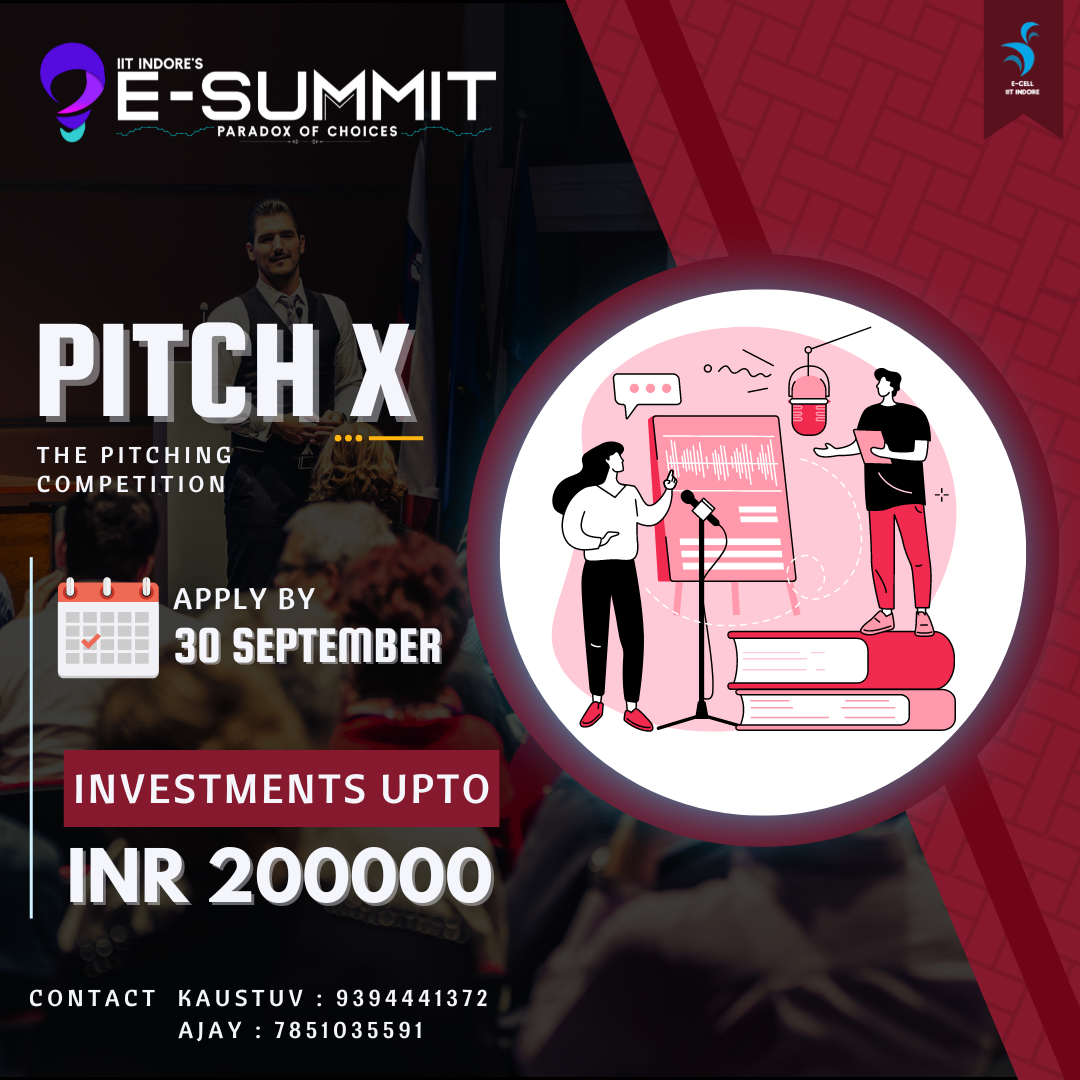 IIT INDORE'S
E-SUMMIT
PARADOX OF CHOICES
E-CELL
IIT INDORE
PITCH X
THE PITCHING
COMPETITION
APPLY BY
30 SEPTEMBER
INVESTMENTS UPTO
INR 200000
CONTACT KAUSTUV : 9394441372
AJAY : 7851035591